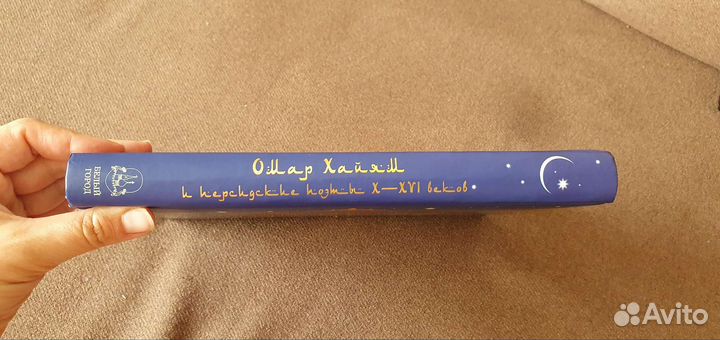 БЕЛЫЙ
ГОРОД
Омар Хайям
и персидские поэты X—XVI веков
Avito